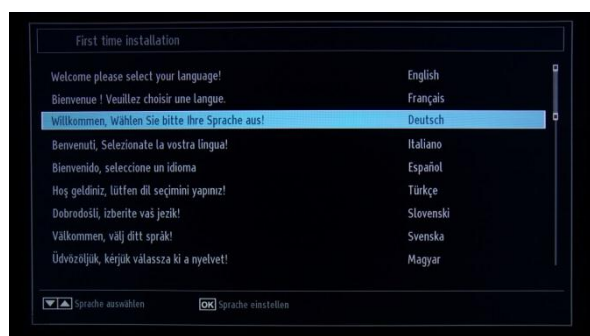 First time installation
Welcome please select your language! English
Bienvenue ! Veuillez choisir une langue. Français
Willkommen, Wählen Sie bitte Ihre Sprache aus! Deutsch
Benvenuti, Selezionate la vostra lingua! Italiano
Bienvenido, seleccione un idioma Español
Hoş geldiniz, lütfen dil seçimini yapınız! Türkçe
Dobrodošli, izberite vaš jezik! Slovenski
Välkommen, välj ditt språk! Svenska
Üdvözöljük, kérjük válassza ki a nyelvet! Magyar
Sprache auswählen OK Sprache einstellen